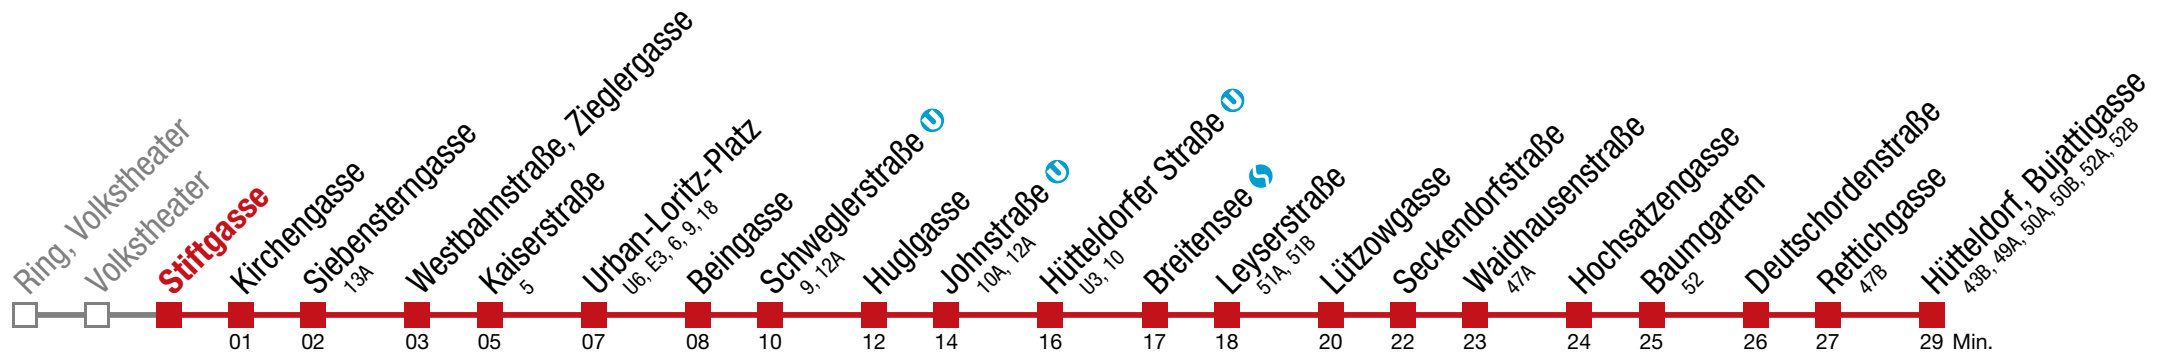 Ring, Volkstheater
Volkstheater
Stiftgasse
Kirchengasse
01
Siebensterngasse
13A
02
Westbahnstraße, Zieglergasse
03
Kaiserstraße
5
05
Urban-Loritz-Platz
U6, E3, 6, 9, 18
07
Beingasse
08
Schweglerstraße U
9, 12A
10
Huglgasse
12
Johnstraße U
10A, 12A
14
Hütteldorfer Straße U
U3, 10
16
Breitensee S
17
Leyserstraße
51A, 51B
18
Lützowgasse
20
Seckendorfstraße
22
Waidhausenstraße
47A
23
Hochsatzengasse
24
Baumgarten
52
25
Deutschordenstraße
26
Rettichgasse
47B
27
Hütteldorf, Bujattigasse
43B, 49A, 50A, 50B, 52A, 52B
29 Min.